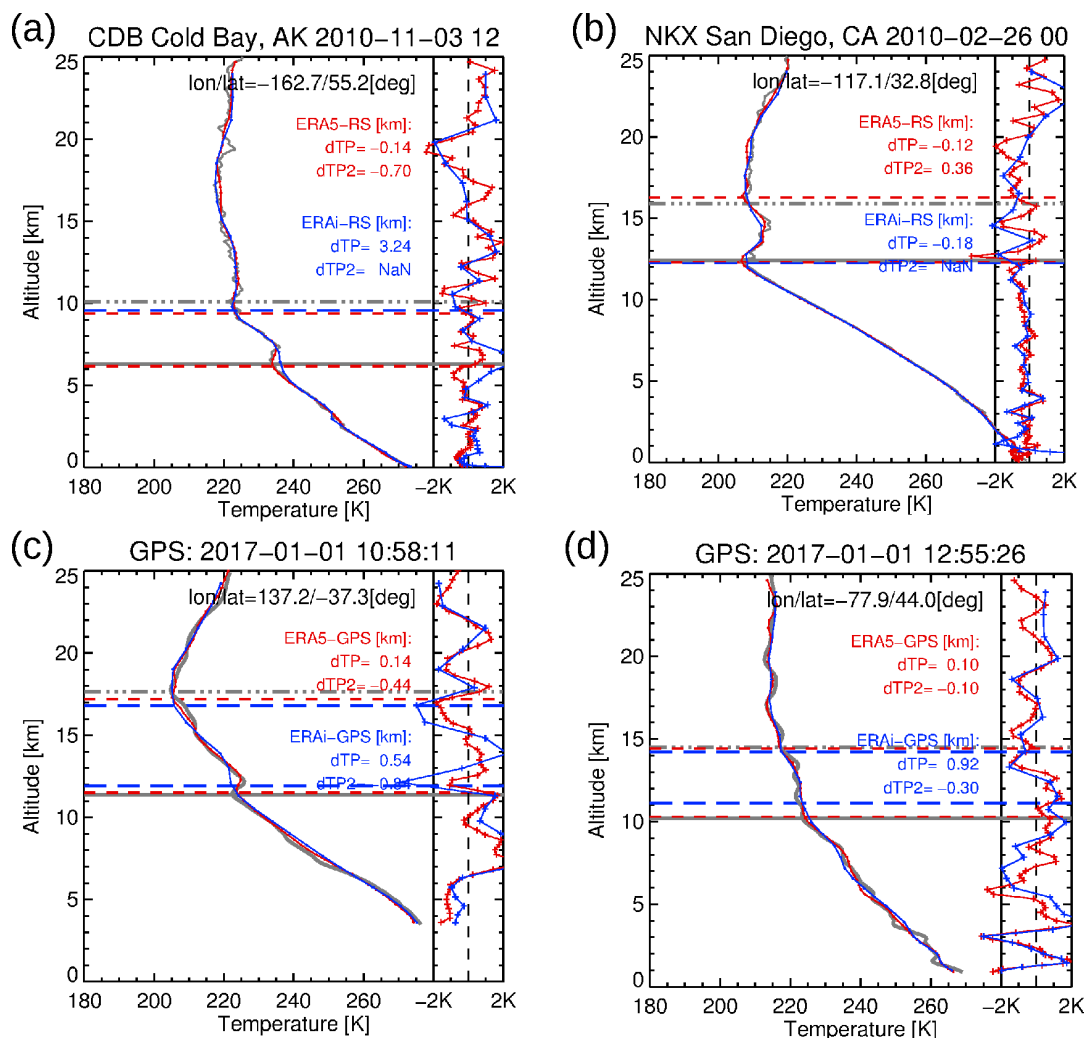 (a)
CDB Cold Bay, AK 2010−11−03 12
lon/lat=−162.7/55.2[deg]
ERA5−RS [km]:
dTP= −0.14
dTP2= −0.70
ERAi−RS [km]:
dTP= 3.24
dTP2= NaN
25
20
15
10
5
0
Altitude [km]
180 200 220 240 260 −2K 2K
Temperature [K]
(b)
NKX San Diego, CA 2010−02−26 00
lon/lat=−117.1/32.8[deg]
ERA5−RS [km]:
dTP= −0.12
dTP2= 0.36
ERAi−RS [km]:
dTP= −0.18
dTP2= NaN
25
20
15
10
5
0
Altitude [km]
180 200 220 240 260 −2K 2K
Temperature [K]
(c)
GPS: 2017−01−01 10:58:11
lon/lat=137.2/−37.3[deg]
ERA5−GPS [km]:
dTP= 0.14
dTP2= −0.44
ERAi−GPS [km]:
dTP= 0.54
dTP2= −0.84
25
20
15
10
5
0
Altitude [km]
180 200 220 240 260 −2K 2K
Temperature [K]
(d)
GPS: 2017−01−01 12:55:26
lon/lat=−77.9/44.0[deg]
ERA5−GPS [km]:
dTP= 0.10
dTP2= −0.10
ERAi−GPS [km]:
dTP= 0.92
dTP2= −0.30
25
20
15
10
5
0
Altitude [km]
180 200 220 240 260 −2K 2K
Temperature [K]